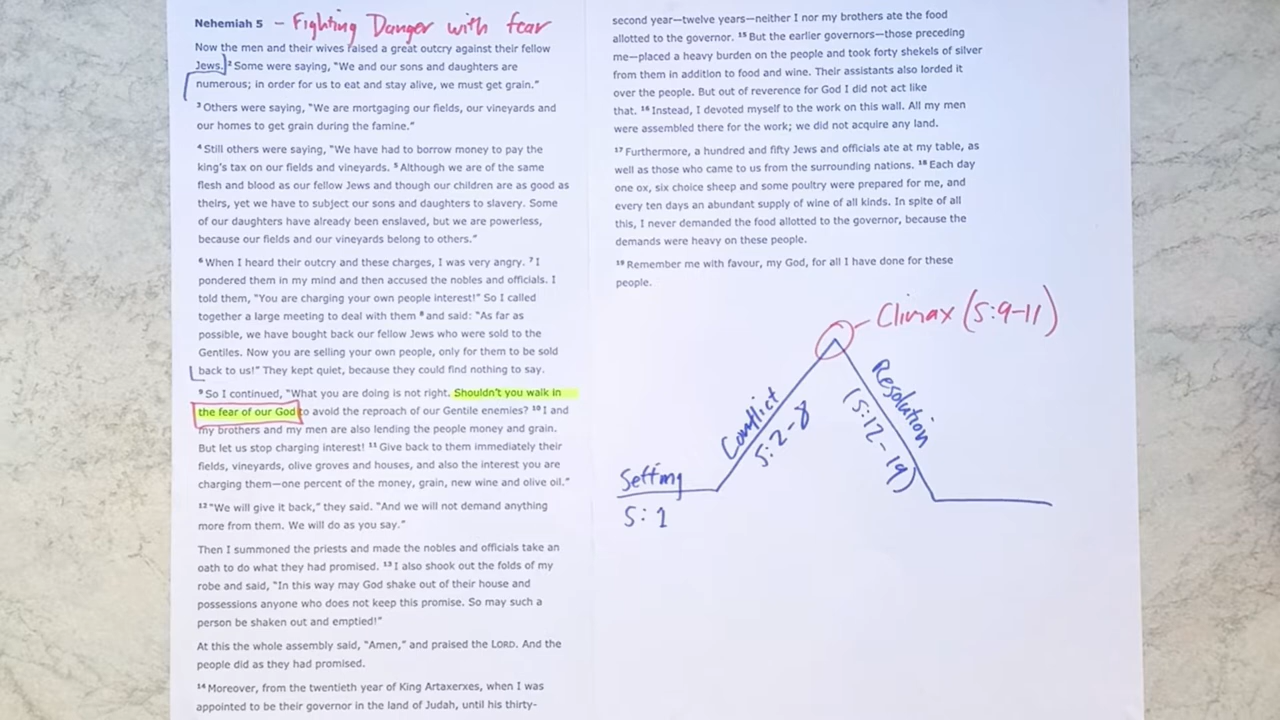 Nehemiah 5 - Fighting Danger with fear
Now the men and their wives raised a great outcry against their fellow
Jews. 2 Some were saying, "We and our sons and daughters are
numerous; in order for us to eat and stay alive, we must get grain."
3 Others were saying, "We are mortgaging our fields, our vineyards and
our homes to get grain during the famine."
4 Still others were saying, "We have had to borrow money to pay the
king's tax on our fields and vineyards. 5 Although we are of the same
flesh and blood as our fellow Jews and though our children are as good as
theirs, yet we have to subject our sons and daughters to slavery. Some
of our daughters have already been enslaved, but we are powerless,
because our fields and our vineyards belong to others."
6 When I heard their outcry and these charges, I was very angry. 7 I
pondered them in my mind and then accused the nobles and officials. I
told them, "You are charging your own people interest!" So I called
together a large meeting to deal with them 8 and said: "As far as
possible, we have bought back our fellow Jews who were sold to the
Gentiles. Now you are selling your own people, only for them to be sold
back to us!" They kept quiet, because they could find nothing to say.
9 So I continued, "What you are doing is not right. Shouldn't you walk in
the fear of our God to avoid the reproach of our Gentile enemies? 10 I and
my brothers and my men are also lending the people money and grain.
But let us stop charging interest! 11 Give back to them immediately their
fields, vineyards, olive groves and houses, and also the interest you are
charging them—one percent of the money, grain, new wine and olive oil."
12 "We will give it back," they said. "And we will not demand anything
more from them. We will do as you say."
Then I summoned the priests and made the nobles and officials take an
oath to do what they had promised. 13 I also shook out the folds of my
robe and said, "In this way may God shake out of their house and
possessions anyone who does not keep this promise. So may such a
person be shaken out and emptied!"
At this the whole assembly said, "Amen," and praised the LORD. And the
people did as they had promised.
14 Moreover, from the twentieth year of King Artaxerxes, when I was
appointed to be their governor in the land of Judah, until his thirty-
second year—twelve years—neither I nor my brothers ate the food
allotted to the governor. 15 But the earlier governors—those preceding
me—placed a heavy burden on the people and took forty shekels of silver
from them in addition to food and wine. Their assistants also lorded it
over the people. But out of reverence for God I did not act like
that. 16 Instead, I devoted myself to the work on this wall. All my men
were assembled there for the work; we did not acquire any land.
17 Furthermore, a hundred and fifty Jews and officials ate at my table, as
well as those who came to us from the surrounding nations. 18 Each day
one ox, six choice sheep and some poultry were prepared for me, and
every ten days an abundant supply of wine of all kinds. In spite of all
this, I never demanded the food allotted to the governor, because the
demands were heavy on these people.
19 Remember me with favour, my God, for all I have done for these
people.
Climax (5:9-11)
Conflict
5:2-8
Resolution
(5:12-19)
Setting
5:1